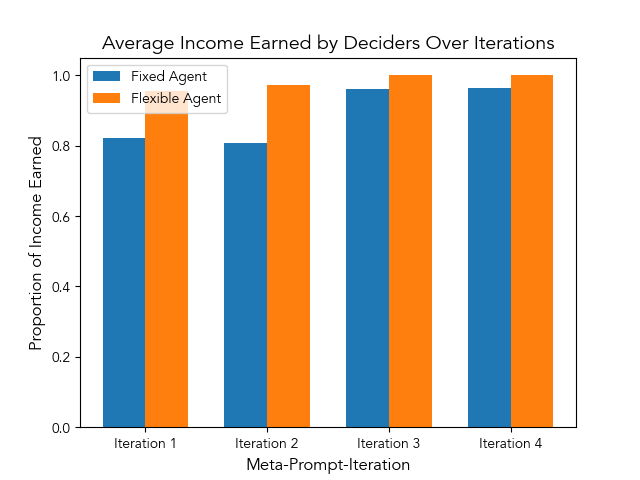 Average Income Earned by Deciders Over Iterations
Fixed Agent
Flexible Agent
Proportion of Income Earned
1.0
0.8
0.6
0.4
0.2
0.0
Iteration 1
Iteration 2
Iteration 3
Iteration 4
Meta-Prompt-Iteration